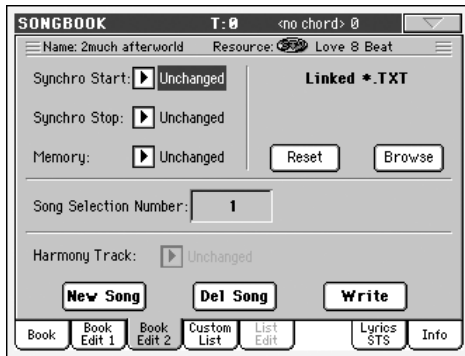 SONGBOOK T:0 <no chord> 0
Name: 2much afterworld Resource: Love 8 Beat
Synchro Start: Unchanged Linked *.TXT
Synchro Stop: Unchanged
Memory: Unchanged Reset Browse
Song Selection Number: 1
Harmony Track: Unchanged
New Song Del Song Write
Book Book Edit 1 Book Edit 2 Custom List List Edit Lyrics STS Info